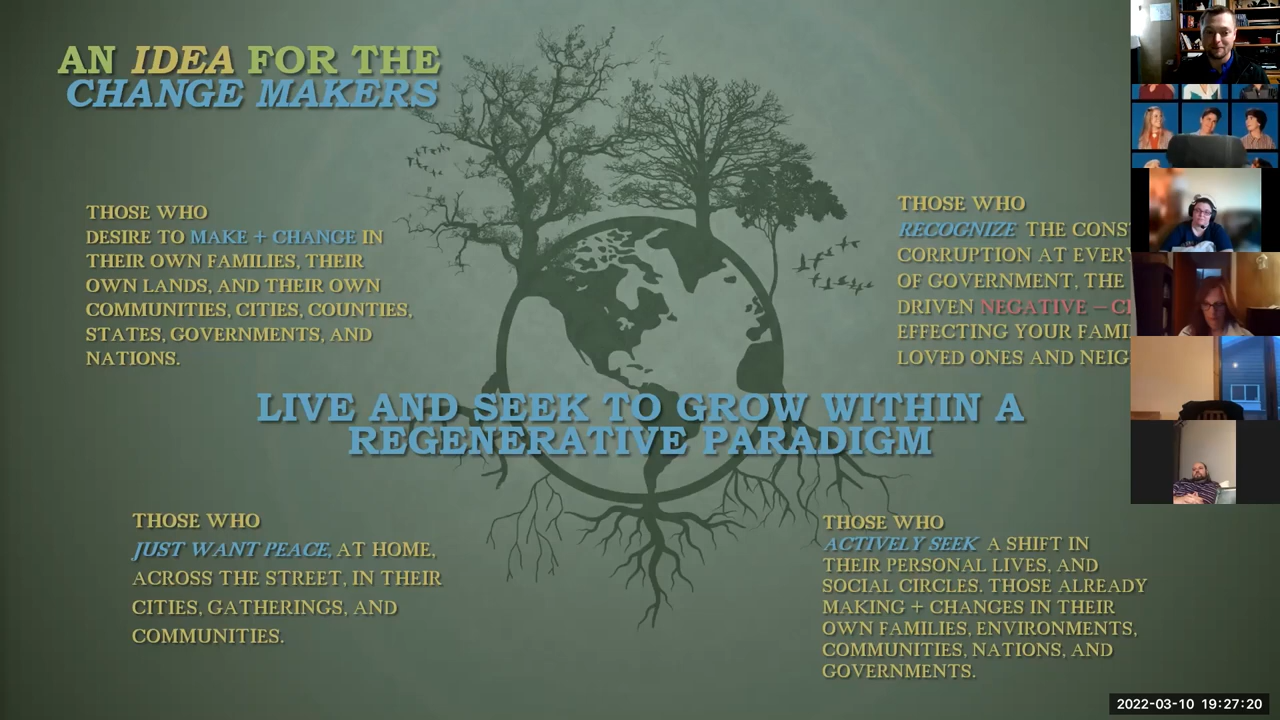 AN IDEA FOR THE
CHANGE MAKERS
THOSE WHO
DESIRE TO MAKE + CHANGE IN
THEIR OWN FAMILIES, THEIR
OWN LANDS, AND THEIR OWN
COMMUNITIES, CITIES, COUNTIES,
STATES, GOVERNMENTS, AND
NATIONS.
THOSE WHO
RECOGNIZE THE
CORRUPTION AT
OF GOVERNMENT, THE
DRIVEN NEGATIVE –
EFFECTING YOUR
LOVED ONES AND
LIVE AND SEEK TO GROW WITHIN A
REGENERATIVE PARADIGM
THOSE WHO
JUST WANT PEACE, AT HOME,
ACROSS THE STREET, IN THEIR
CITIES, GATHERINGS, AND
COMMUNITIES.
THOSE WHO
ACTIVELY SEEK A SHIFT IN
THEIR PERSONAL LIVES, AND
SOCIAL CIRCLES. THOSE ALREADY
MAKING + CHANGES IN THEIR
OWN FAMILIES, ENVIRONMENTS,
COMMUNITIES, NATIONS, AND
GOVERNMENTS.
2022-03-10 19:27:20